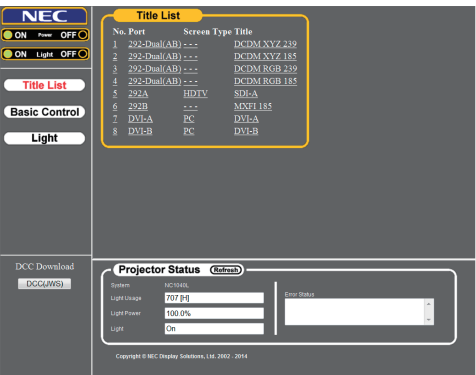 NEC
ON Power OFF
ON Light OFF
Title List
Basic Control
Light
DCC Download
DCC(JWS)
Title List
No. Port Screen Type Title
1 292-Dual(AB) - - - DCDM XYZ 239
2 292-Dual(AB) - - - DCDM XYZ 185
3 292-Dual(AB) - - - DCDM RGB 239
4 292-Dual(AB) - - - DCDM RGB 185
5 292A HDTV SDI-A
6 292B - - - MXFI 185
7 DVI-A PC DVI-A
8 DVI-B PC DVI-B
Projector Status Refresh
System NC1040L
Light Usage 707 [H]
Light Power 100.0%
Light On
Error Status
Copyright © NEC Display Solutions, Ltd. 2002 - 2014